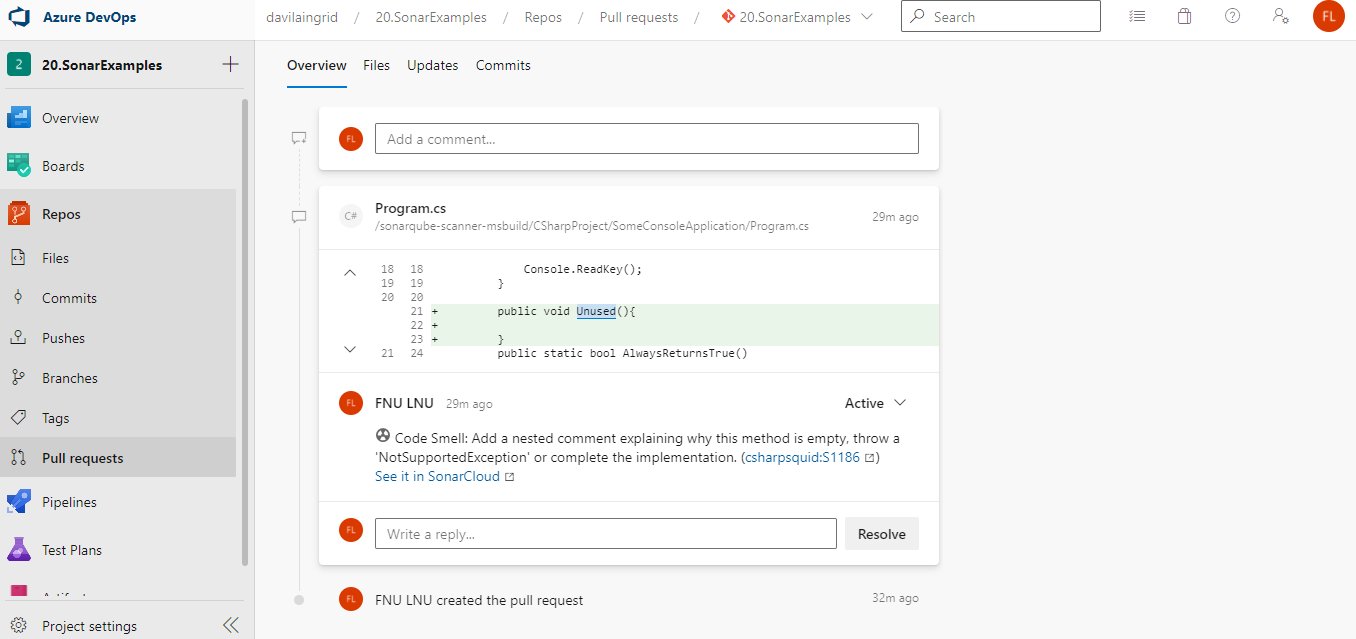 Azure DevOps
davilaingrid / 20.SonarExamples / Repos / Pull requests / 20.SonarExamples
Search
FL
2 20.SonarExamples
Overview
Boards
Repos
Files
Commits
Pushes
Branches
Tags
Pull requests
Pipelines
Test Plans
Project settings
Overview Files Updates Commits
FL Add a comment...
C# Program.cs
/sonarqube-scanner-msbuild/CSharpProject/SomeConsoleApplication/Program.cs
29m ago
18 18 Console.ReadKey();
19 19 }
20 20
21 + public void Unused(){
22 +
23 + }
21 24 public static bool AlwaysReturnsTrue()
FL FNU LNU 29m ago Active
Code Smell: Add a nested comment explaining why this method is empty, throw a
'NotSupportedException' or complete the implementation. (csharpsquid:S1186)
See it in SonarCloud
FL Write a reply... Resolve
FL FNU LNU created the pull request 32m ago